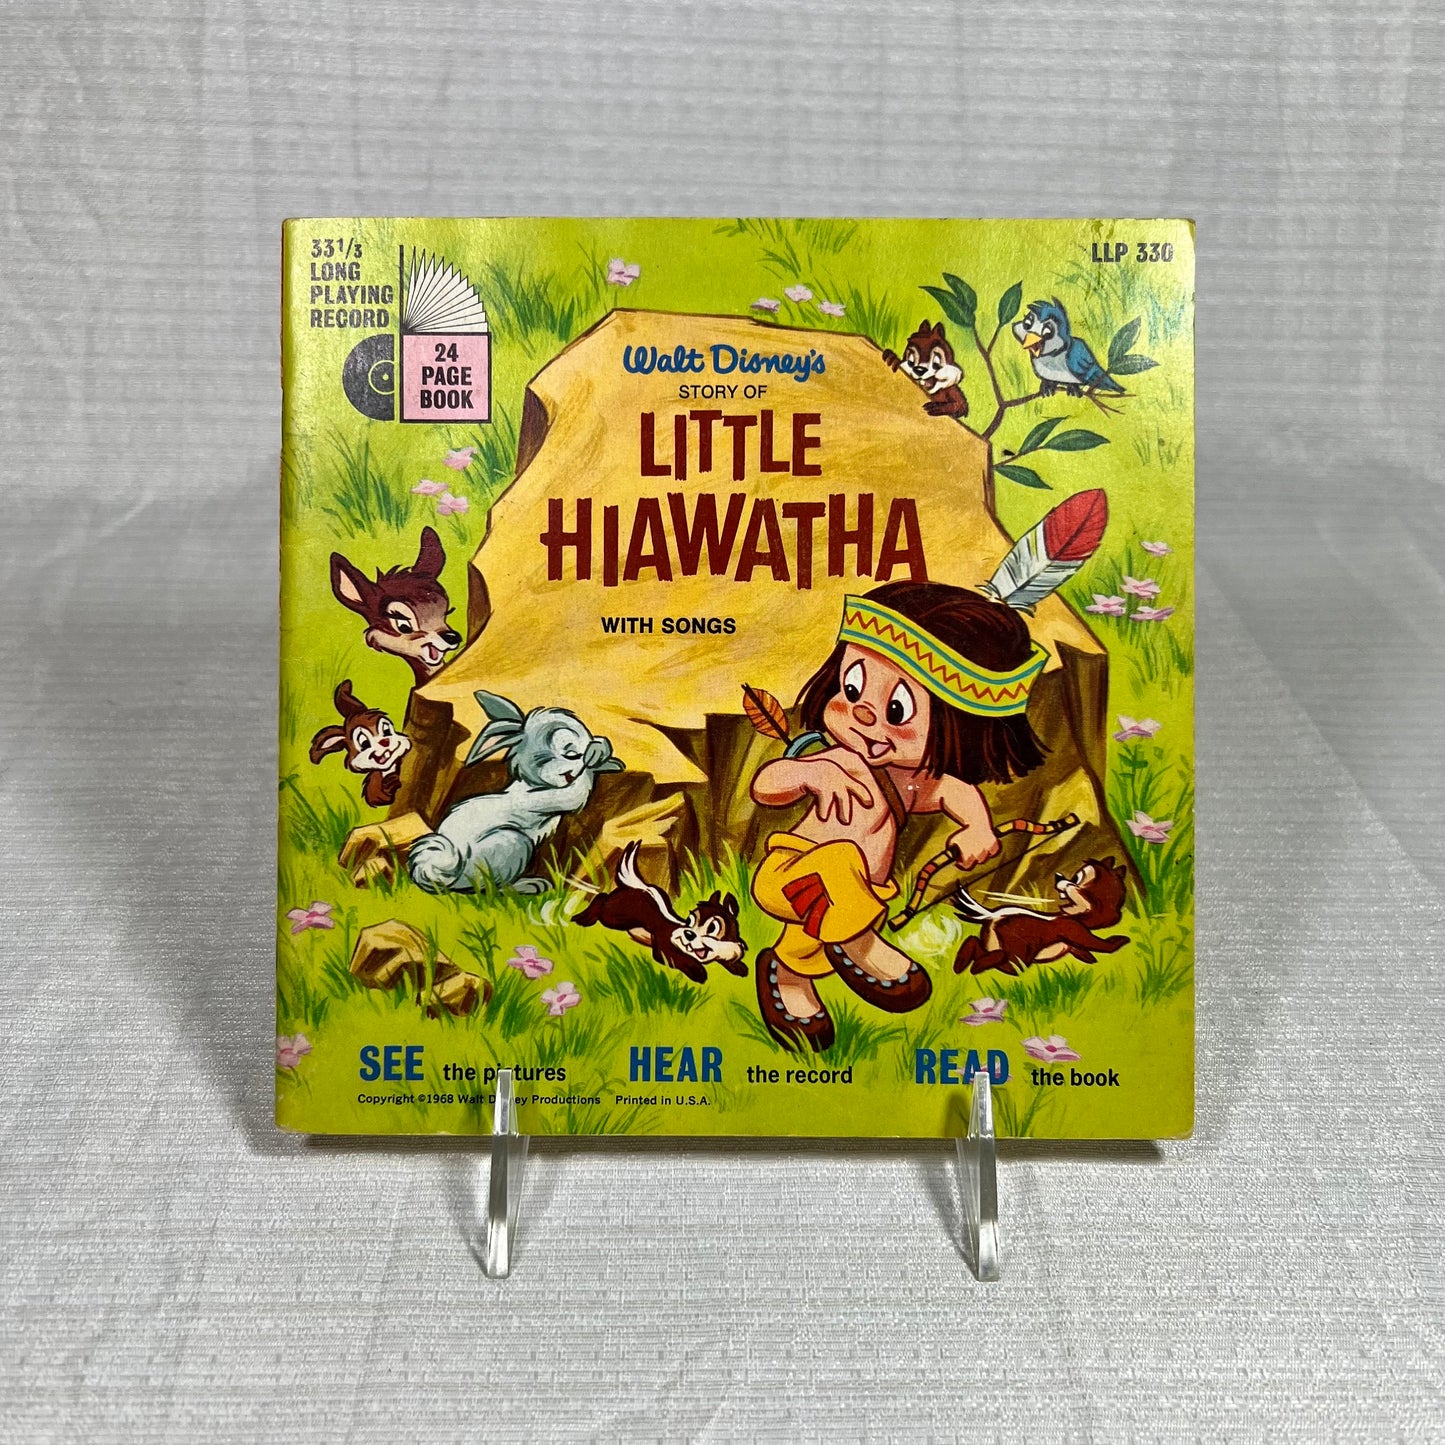 33 1/3
LONG
PLAYING
RECORD
24
PAGE
BOOK
LLP 330
Walt Disney's
STORY OF
LITTLE
HIAWATHA
WITH SONGS
SEE the pictures HEAR the record READ the book
Copyright ©1968 Walt Disney Productions Printed in U.S.A.